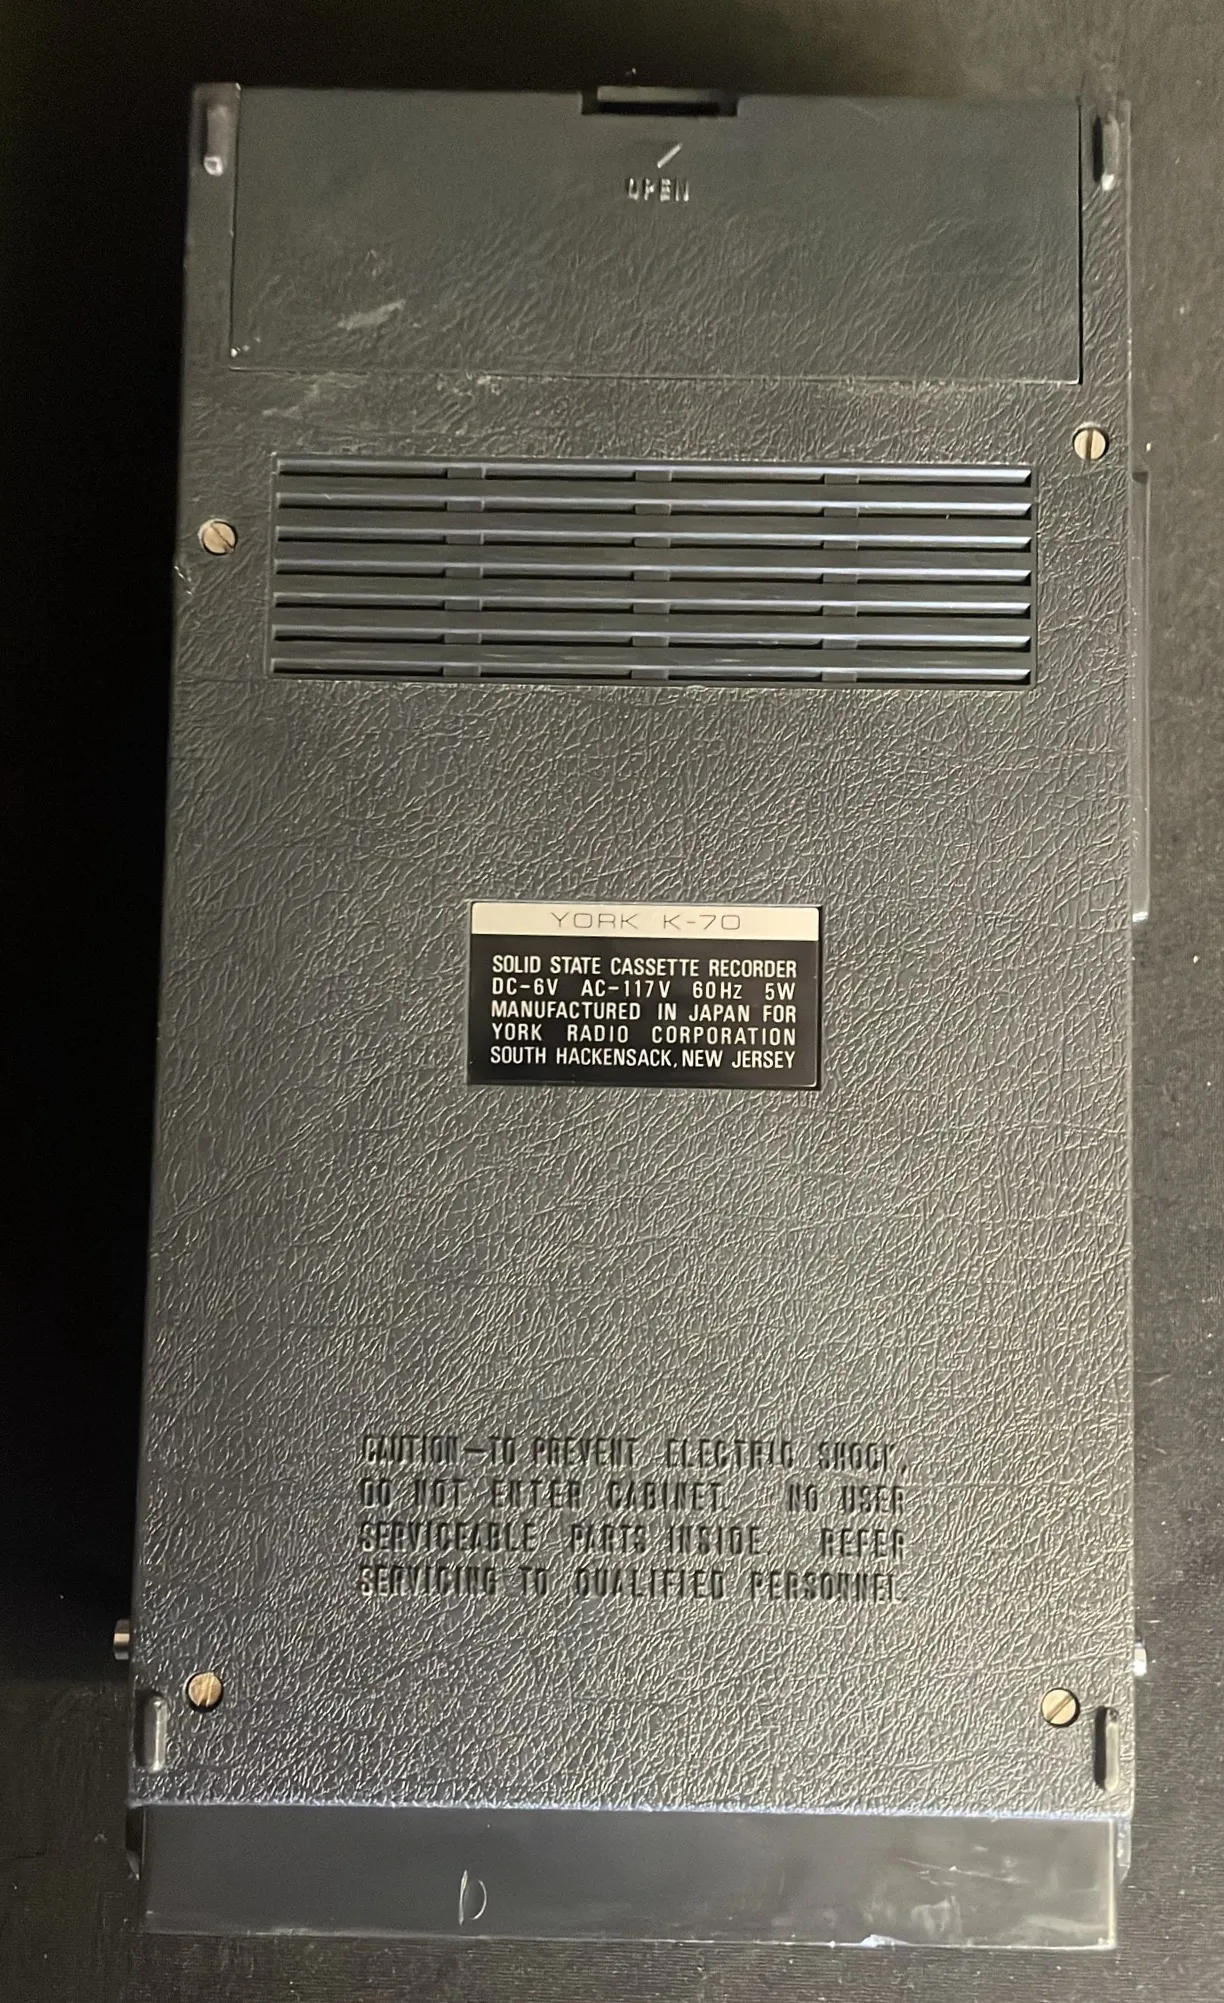 OPEN
YORK K-70
SOLID STATE CASSETTE RECORDER
DC-6V AC-117V 60Hz 5W
MANUFACTURED IN JAPAN FOR
YORK RADIO CORPORATION
SOUTH HACKENSACK, NEW JERSEY
CAUTION-TO PREVENT ELECTRIC SHOCK,
DO NOT ENTER CABINET. NO USER
SERVICEABLE PARTS INSIDE. REFER
SERVICING TO QUALIFIED PERSONNEL.